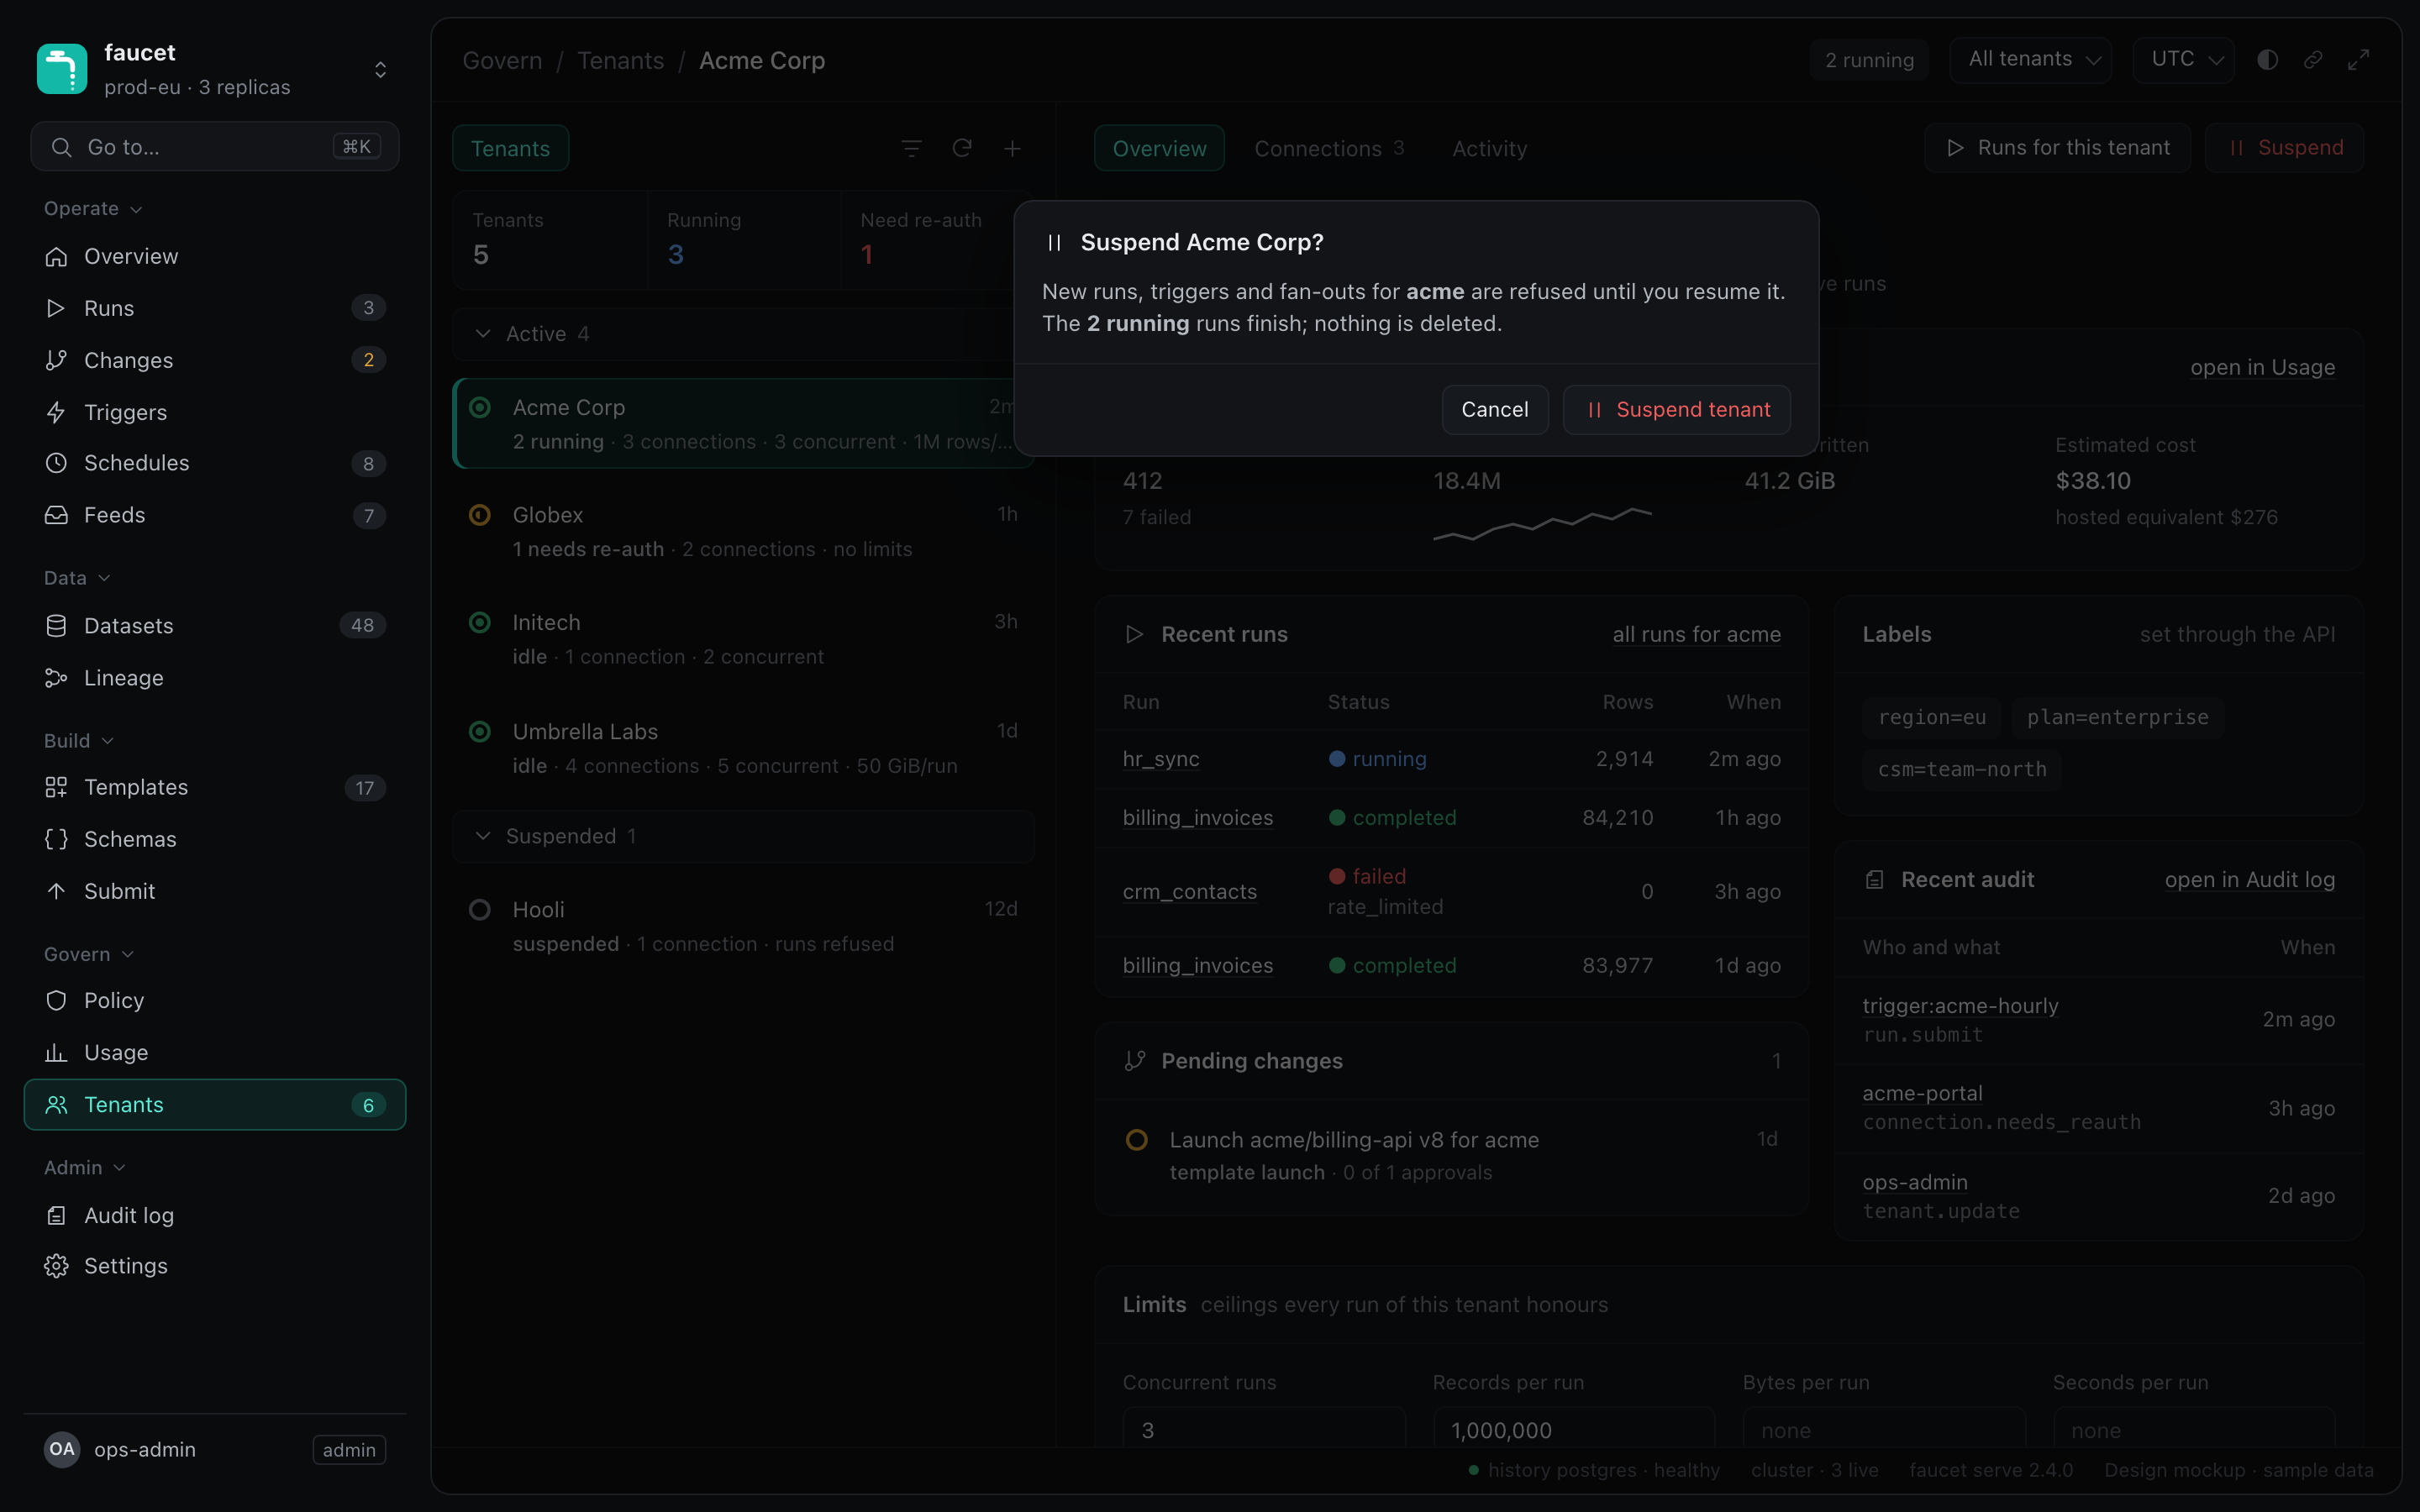 faucet
prod-eu · 3 replicas
Go to...
⌘K
Operate
Overview
Runs 3
Changes 2
Triggers
Schedules 8
Feeds 7
Data
Datasets 48
Lineage
Build
Templates 17
Schemas
Submit
Govern
Policy
Usage
Tenants 6
Admin
Audit log
Settings
OA ops-admin admin
Govern / Tenants / Acme Corp
2 running
All tenants
UTC
Tenants
Tenants
5
Running
3
Need re-auth
1
Active 4
Acme Corp 2m
2 running · 3 connections · 3 concurrent · 1M rows/...
Globex 1h
1 needs re-auth · 2 connections · no limits
Initech 3h
idle · 1 connection · 2 concurrent
Umbrella Labs 1d
idle · 4 connections · 5 concurrent · 50 GiB/run
Suspended 1
Hooli 12d
suspended · 1 connection · runs refused
Overview
Connections 3
Activity
Runs for this tenant
Suspend
Suspend Acme Corp?
New runs, triggers and fan-outs for acme are refused until you resume it.
The 2 running runs finish; nothing is deleted.
Cancel
Suspend tenant
runs
open in Usage
412
7 failed
18.4M
41.2 GiB
Estimated cost
$38.10
hosted equivalent $276
Recent runs
all runs for acme
Run Status Rows When
hr_sync running 2,914 2m ago
billing_invoices completed 84,210 1h ago
crm_contacts failed 0 3h ago
rate_limited
billing_invoices completed 83,977 1d ago
Pending changes 1
Launch acme/billing-api v8 for acme 1d
template launch · 0 of 1 approvals
Labels set through the API
region=eu plan=enterprise
csm=team-north
Recent audit
open in Audit log
Who and what When
trigger:acme-hourly 2m ago
run.submit
acme-portal 3h ago
connection.needs_reauth
ops-admin 2d ago
tenant.update
Limits ceilings every run of this tenant honours
Concurrent runs
3
Records per run
1,000,000
Bytes per run
none
Seconds per run
none
history postgres · healthy
cluster · 3 live
faucet serve 2.4.0
Design mockup · sample data